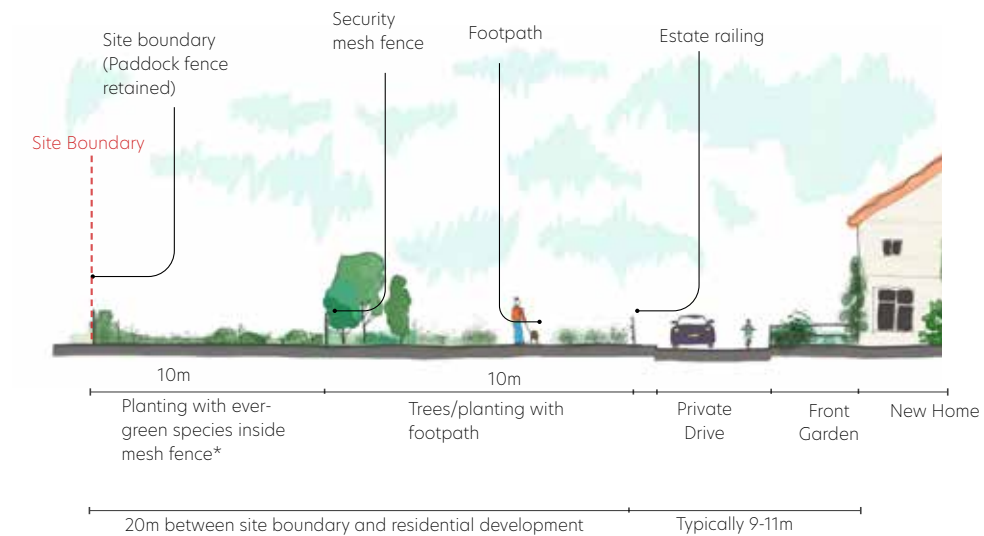 Security
mesh fence
Footpath
Estate railing
Site boundary
(Paddock fence
retained)
Site Boundary
10m
10m
Planting with ever-
green species inside
mesh fence*
Trees/planting with
footpath
Private
Drive
Front
Garden
New Home
20m between site boundary and residential development
Typically 9-11m